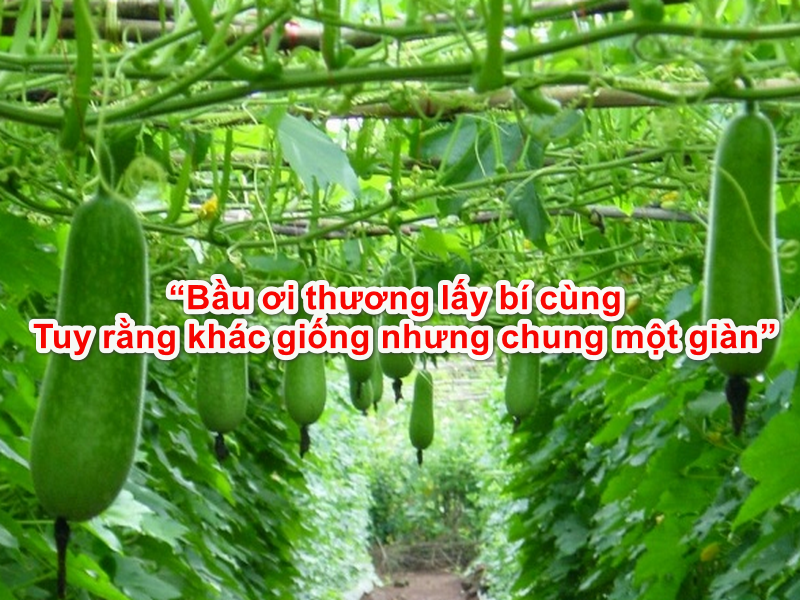 “Bầu ơi thương lấy bí cùng
Tuy rằng khác giống nhưng chung một giàn”